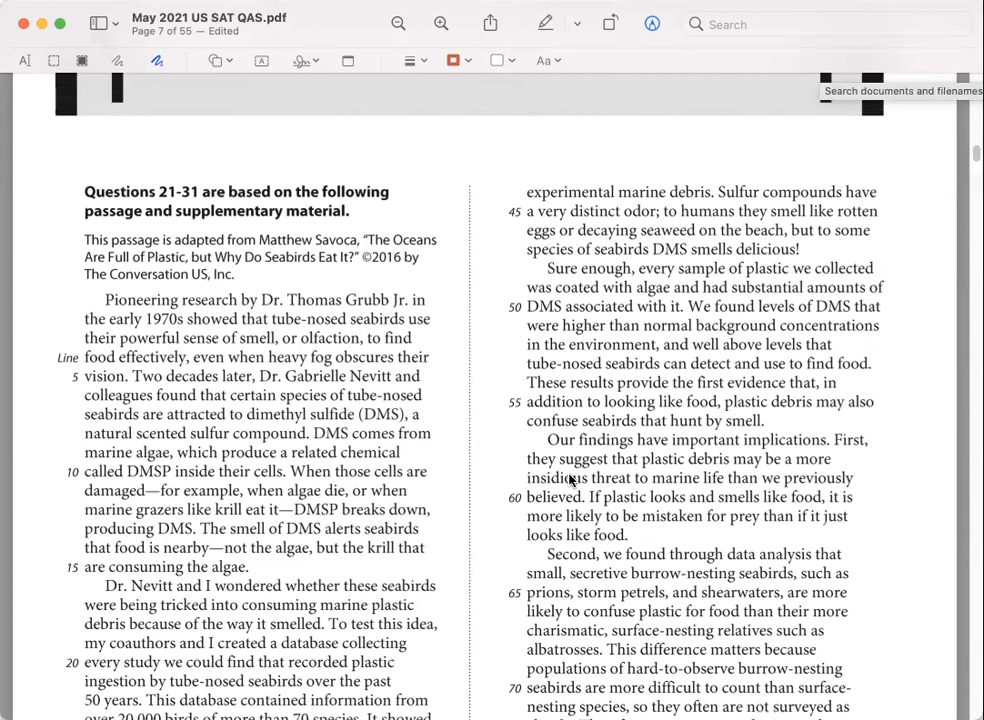 May 2021 US SAT QAS.pdf
Page 7 of 55 — Edited
Search
Aa
Search documents and filenames
Questions 21-31 are based on the following
passage and supplementary material.
This passage is adapted from Matthew Savoca, “The Oceans
Are Full of Plastic, but Why Do Seabirds Eat It?” ©2016 by
The Conversation US, Inc.
Pioneering research by Dr. Thomas Grubb Jr. in
the early 1970s showed that tube-nosed seabirds use
their powerful sense of smell, or olfaction, to find
Line food effectively, even when heavy fog obscures their
5 vision. Two decades later, Dr. Gabrielle Nevitt and
colleagues found that certain species of tube-nosed
seabirds are attracted to dimethyl sulfide (DMS), a
natural scented sulfur compound. DMS comes from
marine algae, which produce a related chemical
10 called DMSP inside their cells. When those cells are
damaged—for example, when algae die, or when
marine grazers like krill eat it—DMSP breaks down,
producing DMS. The smell of DMS alerts seabirds
that food is nearby—not the algae, but the krill that
15 are consuming the algae.
Dr. Nevitt and I wondered whether these seabirds
were being tricked into consuming marine plastic
debris because of the way it smelled. To test this idea,
my coauthors and I created a database collecting
20 every study we could find that recorded plastic
ingestion by tube-nosed seabirds over the past
50 years. This database contained information from
over 20,000 birds of more than 70 species. It showed
experimental marine debris. Sulfur compounds have
45 a very distinct odor; to humans they smell like rotten
eggs or decaying seaweed on the beach, but to some
species of seabirds DMS smells delicious!
Sure enough, every sample of plastic we collected
was coated with algae and had substantial amounts of
50 DMS associated with it. We found levels of DMS that
were higher than normal background concentrations
in the environment, and well above levels that
tube-nosed seabirds can detect and use to find food.
These results provide the first evidence that, in
55 addition to looking like food, plastic debris may also
confuse seabirds that hunt by smell.
Our findings have important implications. First,
they suggest that plastic debris may be a more
insidious threat to marine life than we previously
60 believed. If plastic looks and smells like food, it is
more likely to be mistaken for prey than if it just
looks like food.
Second, we found through data analysis that
small, secretive burrow-nesting seabirds, such as
65 prions, storm petrels, and shearwaters, are more
likely to confuse plastic for food than their more
charismatic, surface-nesting relatives such as
albatrosses. This difference matters because
populations of hard-to-observe burrow-nesting
70 seabirds are more difficult to count than surface-
nesting species, so they often are not surveyed as